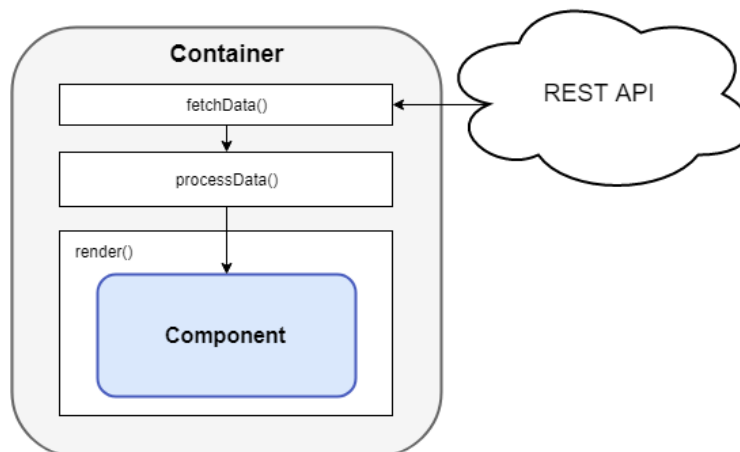 Container
fetchData()
REST API
processData()
render()
Component